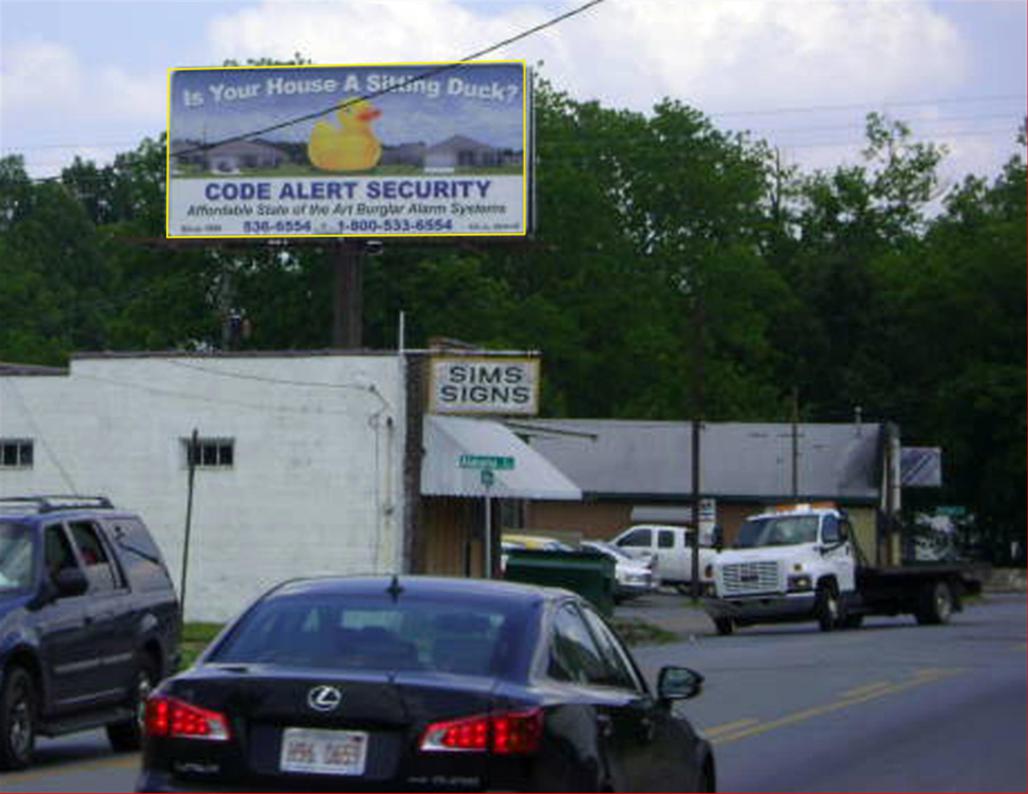 Is Your House A Sitting Duck?
CODE ALERT SECURITY
Affordable State of the Art Burglar Alarm Systems
536-6554 1-800-533-6554
SIMS
SIGNS